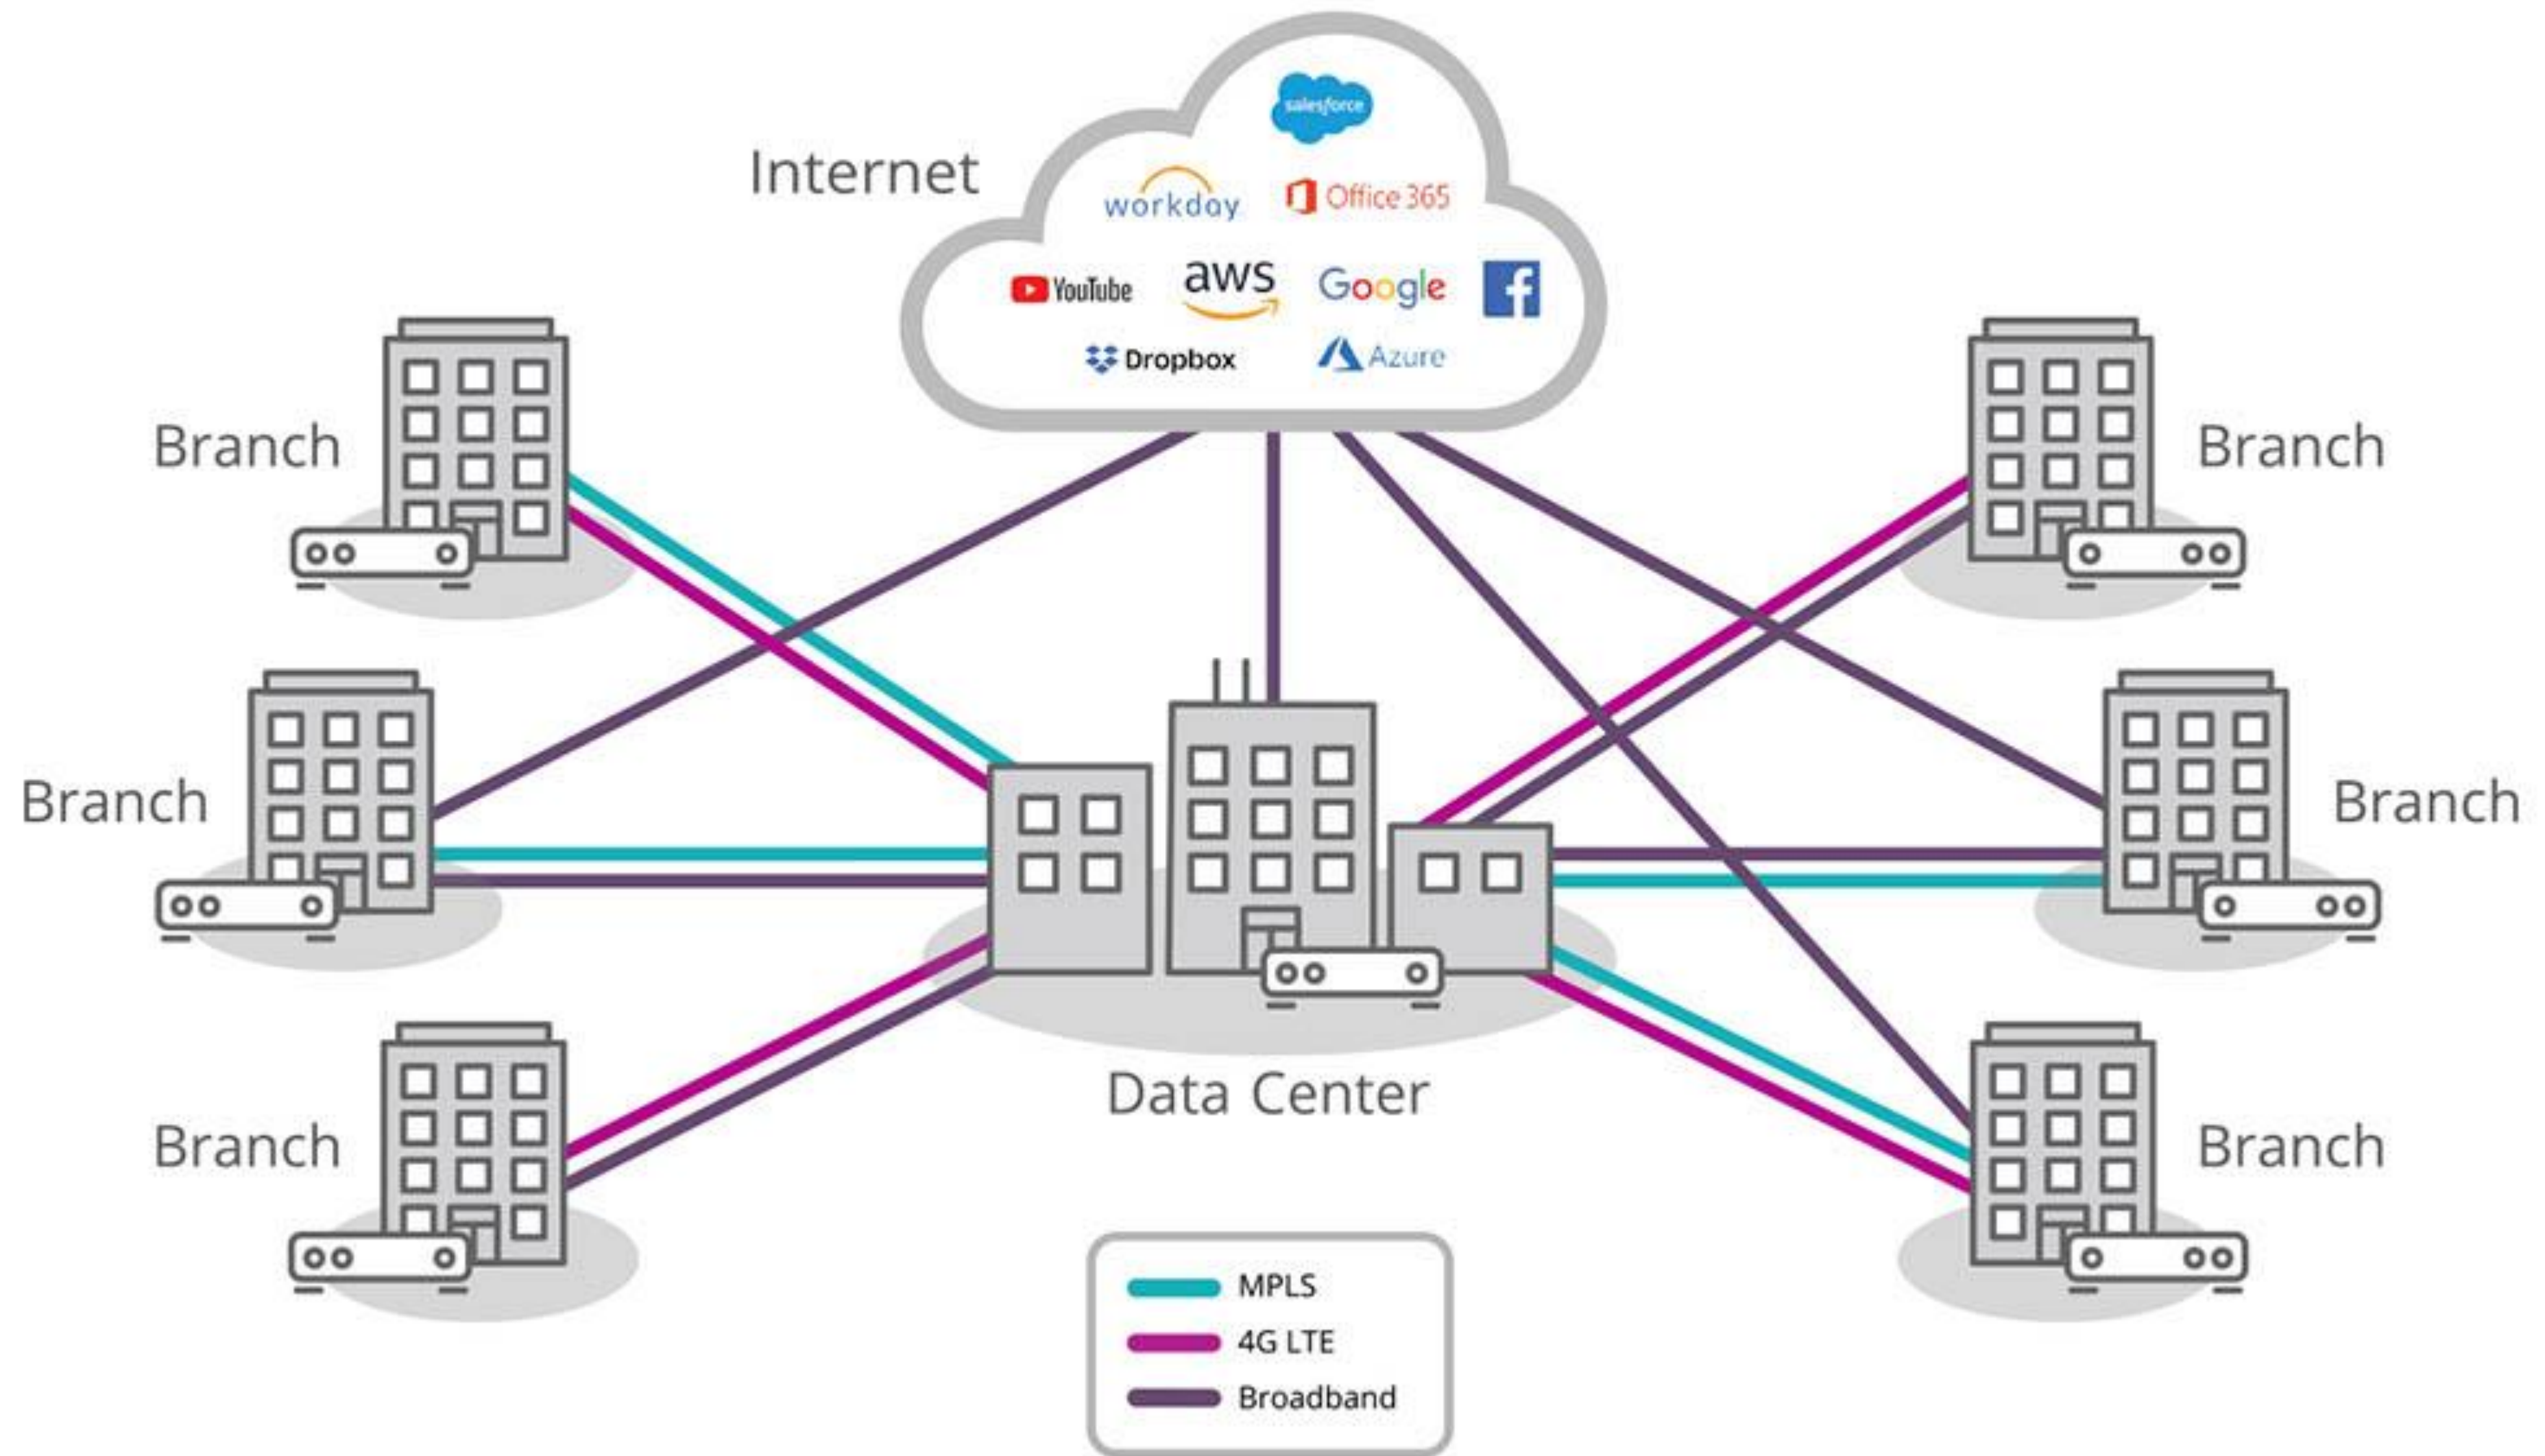 Internet
salesforce
workday
Office 365
YouTube
aws
Google
f
Dropbox
Azure
Branch
Branch
Branch
Branch
Data Center
Branch
Branch
MPLS
4G LTE
Broadband